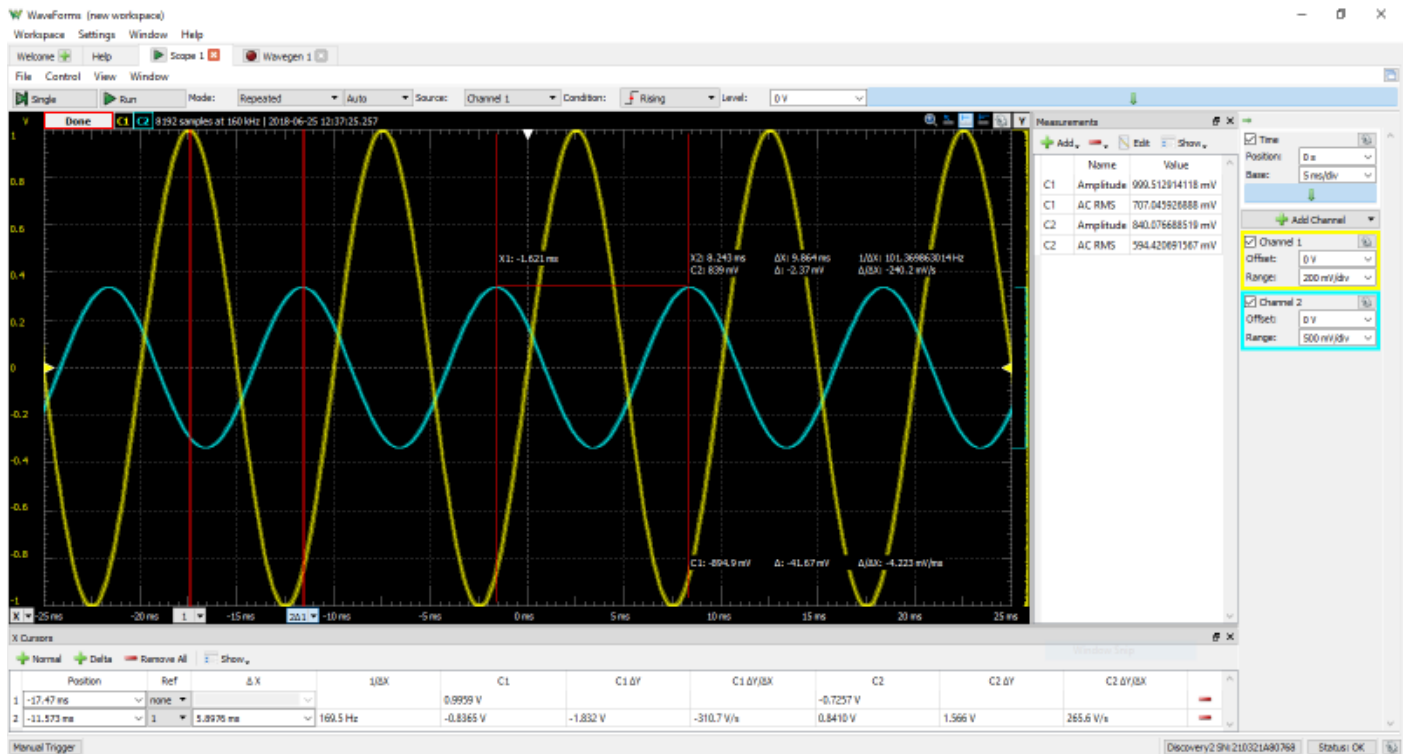 WaveForms (new workspace)
Workspace Settings Window Help
Welcome Help Scope 1 Wavegen 1
File Control View Window
Single Run Mode: Repeated Auto Source: Channel 1 Condition: Rising Level: 0 V
V Done C1 C2 8192 samples at 160 kHz | 2018-06-25 12:37:25.257 Y
1
0.8
0.6
0.4
0.2
0
-0.2
-0.4
-0.6
-0.8
-1
X1: -1.621 ms
X2: 8.243 ms ΔX: 9.864 ms 1/ΔX: 101.369863014 Hz
C2: 839 mV Δ: -2.37 mV Δ/ΔX: -240.2 mV/s
C1: -894.9 mV Δ: -41.67 mV Δ/ΔX: -4.223 mV/ms
X -25 ms -20 ms 1 -15 ms 2Δ1 -10 ms -5 ms 0 ms 5 ms 10 ms 15 ms 20 ms 25 ms
Measurements
Add Edit Show
Name Value
C1 Amplitude 999.512914118 mV
C1 AC RMS 707.045926888 mV
C2 Amplitude 840.076688519 mV
C2 AC RMS 594.420691567 mV
Time
Position: 0 s
Base: 5 ms/div
Add Channel
Channel 1
Offset: 0 V
Range: 200 mV/div
Channel 2
Offset: 0 V
Range: 500 mV/div
X Cursors
Normal Delta Remove All Show
Position Ref ΔX 1/ΔX C1 C1 ΔY C1 ΔY/ΔX C2 C2 ΔY C2 ΔY/ΔX
1 -17.47 ms none 0.9959 V -0.7257 V
2 -11.573 ms 1 5.8976 ms 169.5 Hz -0.8365 V -1.832 V -310.7 V/s 0.8410 V 1.566 V 265.6 V/s
Manual Trigger
Discovery2 SN:210321A80768 Status: OK